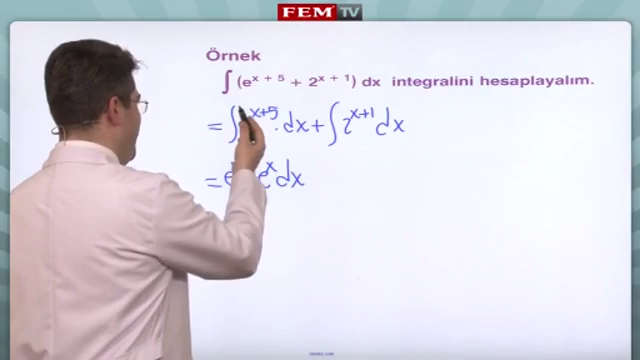 FEM TV
Örnek
∫ (e^(x + 5) + 2^(x + 1)) dx integralini hesaplayalım.
= ∫ x+5 . dx + ∫ 2^(x+1) dx
= e e^x dx